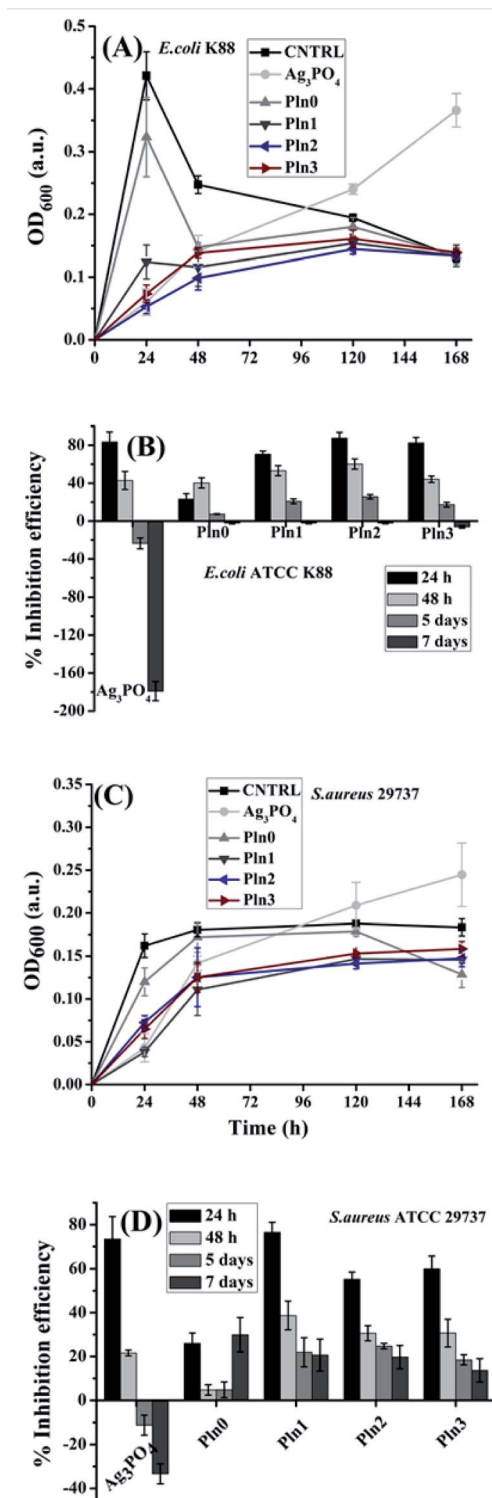 (A)
E.coli K88
CNTRL
Ag₃PO₄
Pln0
Pln1
Pln2
Pln3
OD₆₀₀ (a.u.)
0.5
0.4
0.3
0.2
0.1
0.0
0 24 48 72 96 120 144 168
(B)
% Inhibition efficiency
80
40
0
-40
-80
-120
-160
-200
Pln0 Pln1 Pln2 Pln3
E.coli ATCC K88
24 h
48 h
5 days
7 days
Ag₃PO₄
(C)
S.aureus 29737
CNTRL
Ag₃PO₄
Pln0
Pln1
Pln2
Pln3
OD₆₀₀ (a.u.)
0.35
0.30
0.25
0.20
0.15
0.10
0.05
0.00
0 24 48 72 96 120 144 168
Time (h)
(D)
24 h
48 h
5 days
7 days
S.aureus ATCC 29737
% Inhibition efficiency
80
60
40
20
0
-20
-40
Ag₃PO₄ Pln0 Pln1 Pln2 Pln3